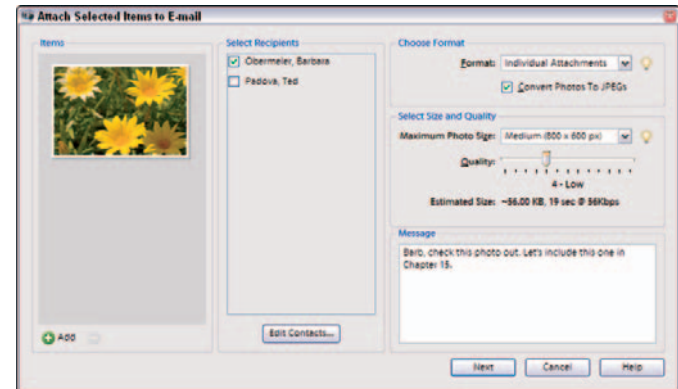 Attach Selected Items to E-mail
Items
Add
Select Recipients
Obermeier, Barbara
Padova, Ted
Edit Contacts...
Choose Format
Format: Individual Attachments
Convert Photos To JPEGs
Select Size and Quality
Maximum Photo Size: Medium (800 x 600 px)
Quality:
4 - Low
Estimated Size: ~56.00 KB, 19 sec @ 56Kbps
Message
Barb, check this photo out. Let's include this one in
Chapter 15.
Next Cancel Help